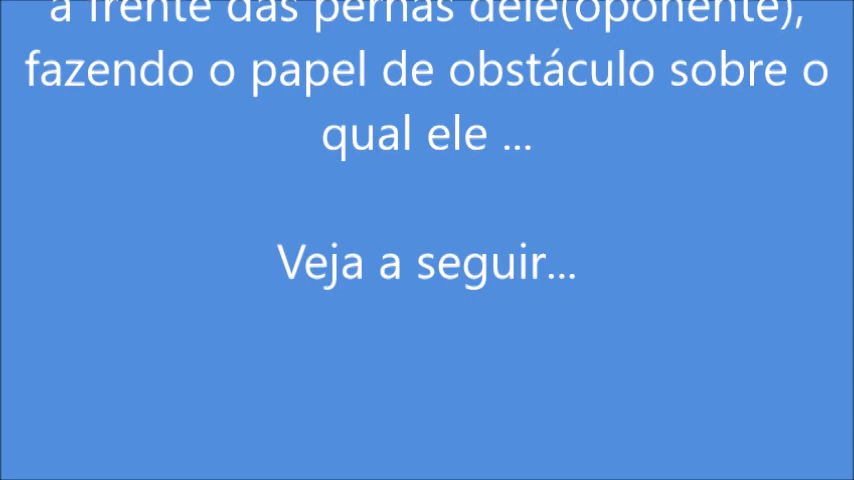 a frente das pernas dele(oponente),
fazendo o papel de obstáculo sobre o
qual ele ...
Veja a seguir...